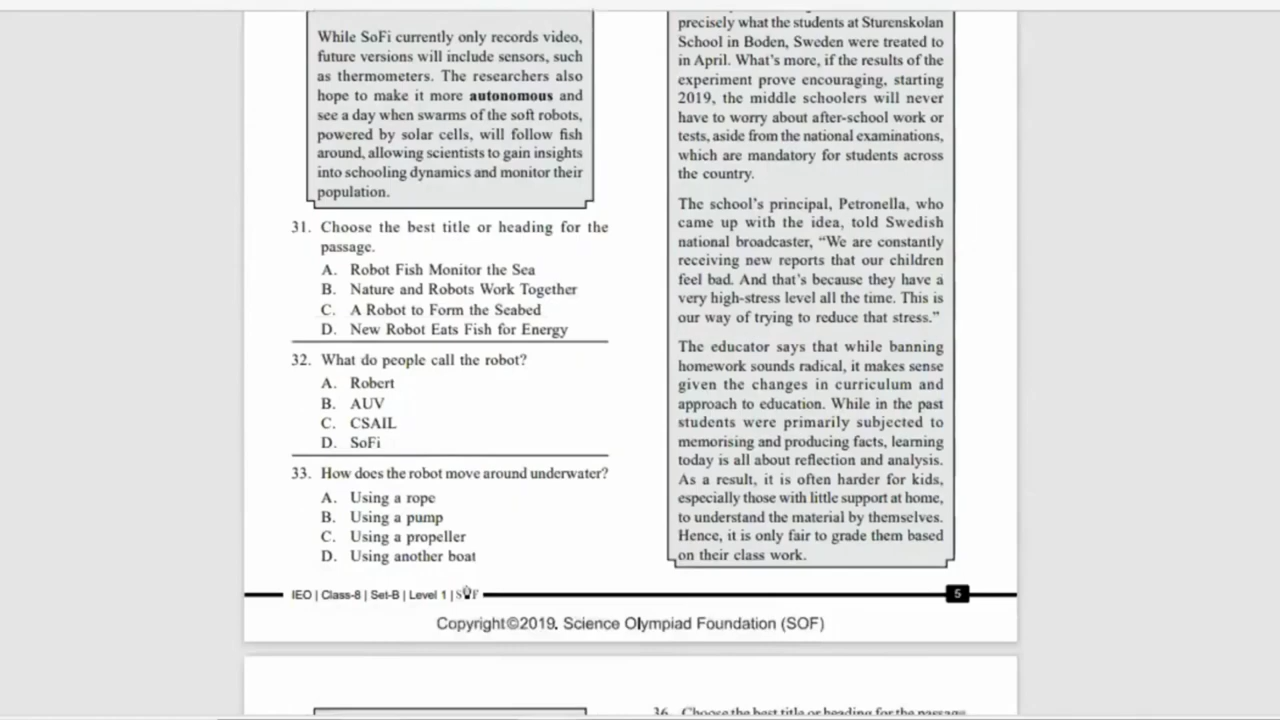 While SoFi currently only records video,
future versions will include sensors, such
as thermometers. The researchers also
hope to make it more autonomous and
see a day when swarms of the soft robots,
powered by solar cells, will follow fish
around, allowing scientists to gain insights
into schooling dynamics and monitor their
population.
31. Choose the best title or heading for the
passage.
A. Robot Fish Monitor the Sea
B. Nature and Robots Work Together
C. A Robot to Form the Seabed
D. New Robot Eats Fish for Energy
32. What do people call the robot?
A. Robert
B. AUV
C. CSAIL
D. SoFi
33. How does the robot move around underwater?
A. Using a rope
B. Using a pump
C. Using a propeller
D. Using another boat
precisely what the students at Sturenskolan
School in Boden, Sweden were treated to
in April. What's more, if the results of the
experiment prove encouraging, starting
2019, the middle schoolers will never
have to worry about after-school work or
tests, aside from the national examinations,
which are mandatory for students across
the country.
The school's principal, Petronella, who
came up with the idea, told Swedish
national broadcaster, "We are constantly
receiving new reports that our children
feel bad. And that's because they have a
very high-stress level all the time. This is
our way of trying to reduce that stress."
The educator says that while banning
homework sounds radical, it makes sense
given the changes in curriculum and
approach to education. While in the past
students were primarily subjected to
memorising and producing facts, learning
today is all about reflection and analysis.
As a result, it is often harder for kids,
especially those with little support at home,
to understand the material by themselves.
Hence, it is only fair to grade them based
on their class work.
IEO | Class-8 | Set-B | Level 1 | SOF
5
Copyright©2019. Science Olympiad Foundation (SOF)
36. Choose the best title or heading for the passage